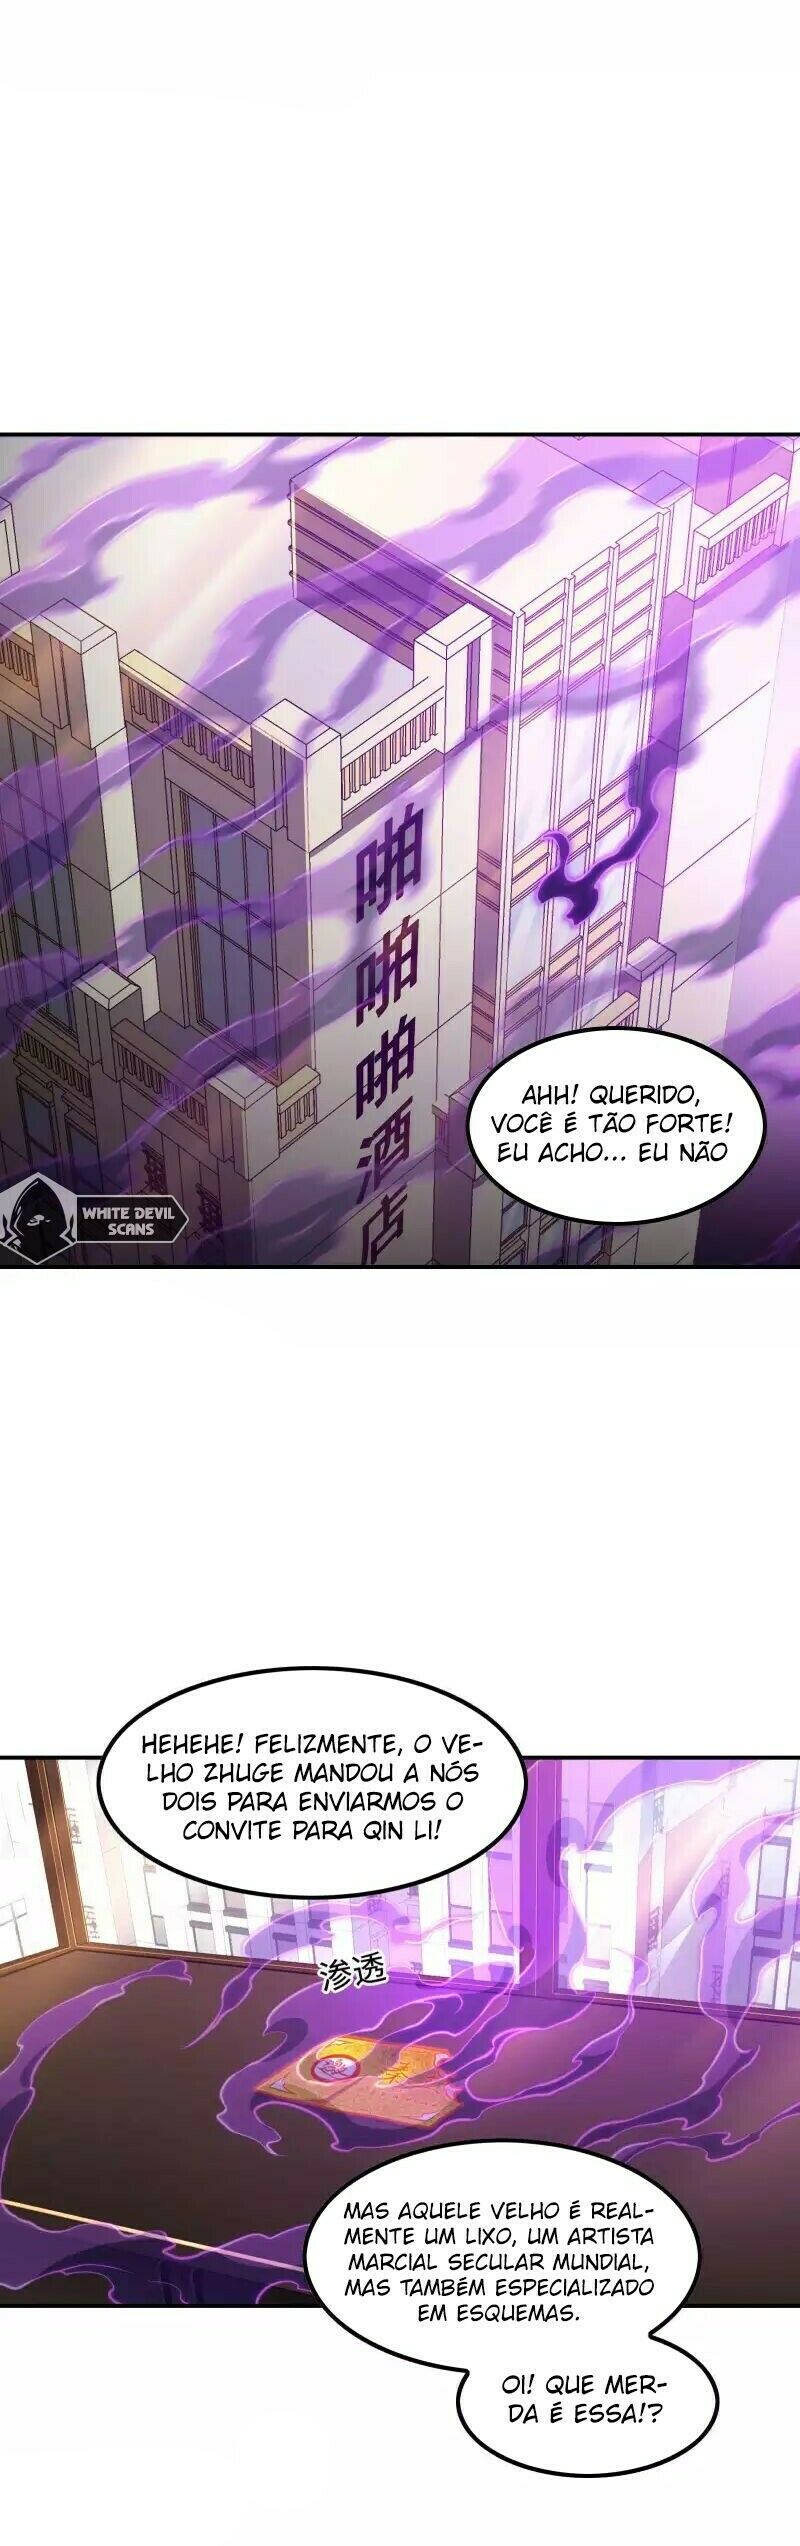 啪啪啪酒店
AHH! QUERIDO,
VOCÊ É TÃO FORTE!
EU ACHO... EU NÃO
WHITE DEVIL
SCANS
HEHEHE! FELIZMENTE, O VE-
LHO ZHUGE MANDOU A NÓS
DOIS PARA ENVIARMOS O
CONVITE PARA QIN LI!
渗透
MAS AQUELE VELHO É REAL-
MENTE UM LIXO, UM ARTISTA
MARCIAL SECULAR MUNDIAL,
MAS TAMBÉM ESPECIALIZADO
EM ESQUEMAS.
OI! QUE MER-
DA É ESSA!?